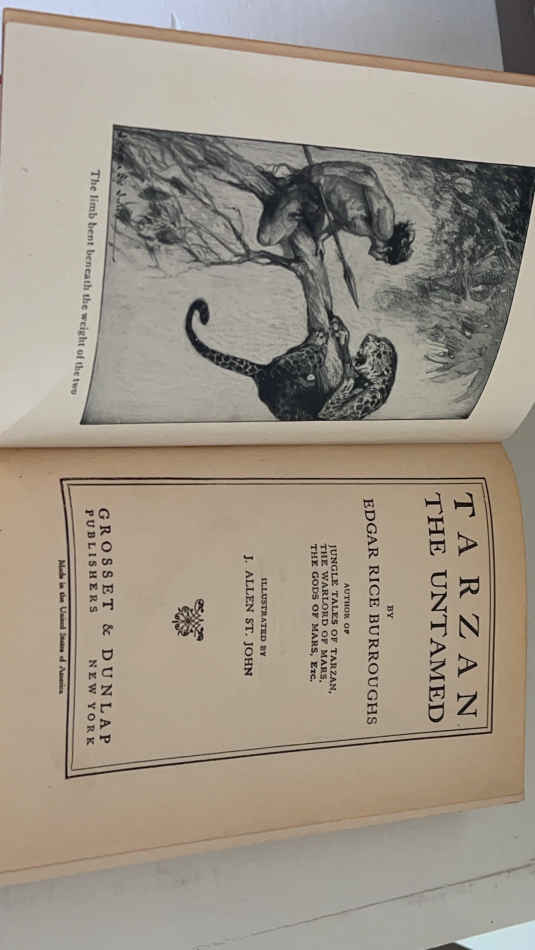 The limb bent beneath the weight of the two
TARZAN
THE UNTAMED
BY
EDGAR RICE BURROUGHS
AUTHOR OF
JUNGLE TALES OF TARZAN,
THE WARLORD OF MARS,
THE GODS OF MARS, ETC.
ILLUSTRATED BY
J. ALLEN ST. JOHN
GROSSET & DUNLAP
PUBLISHERS NEW YORK
Made in the United States of America